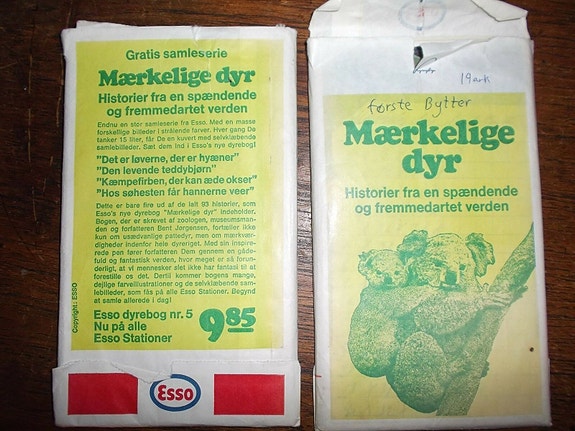 Gratis samleserie
Mærkelige dyr
Historier fra en spændende
og fremmedartet verden
Endnu en stor samleserie fra Esso. Med en masse
forskellige billeder i strålende farver. Hver gang De
tanker 15 liter, får De en kuvert med selvklæbende
samlebilleder. Sæt dem ind i Esso's nye dyrebog!
"Det er løverne, der er hyæner"
"Den levende teddybjørn"
"Kæmpefirben, der kan æde okser"
"Hos søhesten får hannerne veer"
Dette er bare fire ud af de ialt 93 historier, som
Esso's nye dyrebog "Mærkelige dyr" indeholder.
Bogen, der er skrevet af zoologen, museumsman-
den og forfatteren Bent Jørgensen, fortæller ikke
kun om usædvanlige pattedyr, men om mærkvær-
digheder indenfor hele dyreriget. Med sin inspire-
rede pen fører forfatteren Dem gennem en gåde-
fuld og fantastisk verden, hvor meget er så forun-
derligt, at vi mennesker slet ikke har fantasi til at
forestille os det. Dertil kommer bogens mange,
dejlige farveillustrationer og de selvklæbende sam-
lebilleder, som fås på alle Esso Stationer. Begynd
at samle allerede i dag!
Esso dyrebog nr. 5
Nu på alle
Esso Stationer
9.85
Copyright: ESSO
Esso
19 ark
første Bytter
Mærkelige
dyr
Historier fra en spændende
og fremmedartet verden